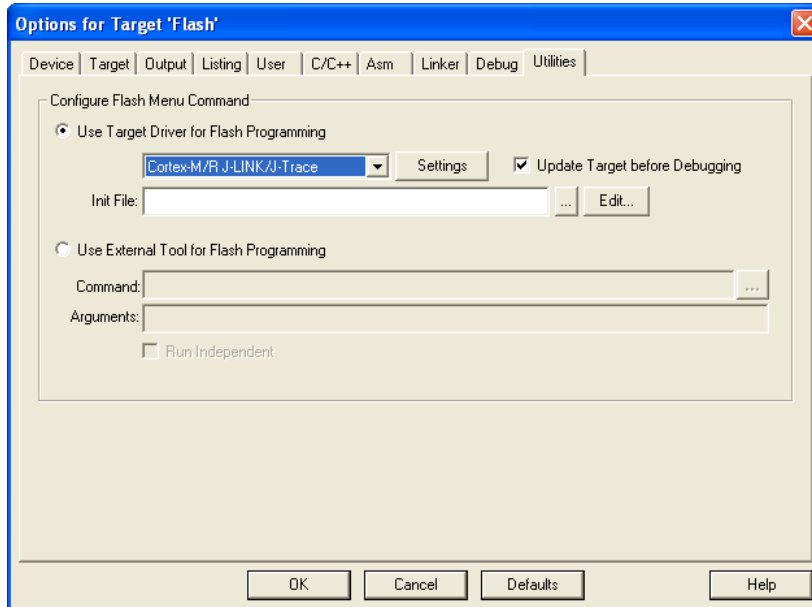 Options for Target 'Flash'
Device Target Output Listing User C/C++ Asm Linker Debug Utilities
Configure Flash Menu Command
Use Target Driver for Flash Programming
Cortex-M/R J-LINK/J-Trace Settings Update Target before Debugging
Init File: ... Edit...
Use External Tool for Flash Programming
Command: ...
Arguments:
Run Independent
OK Cancel Defaults Help